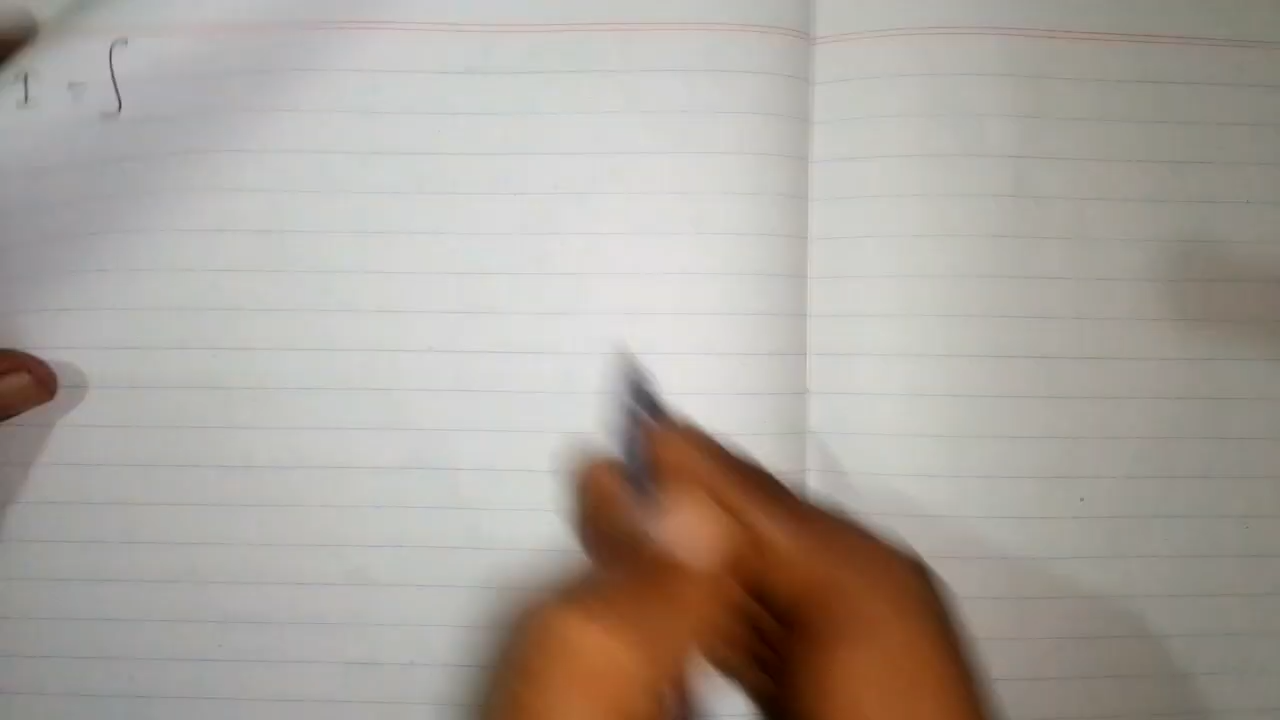 I = ∫